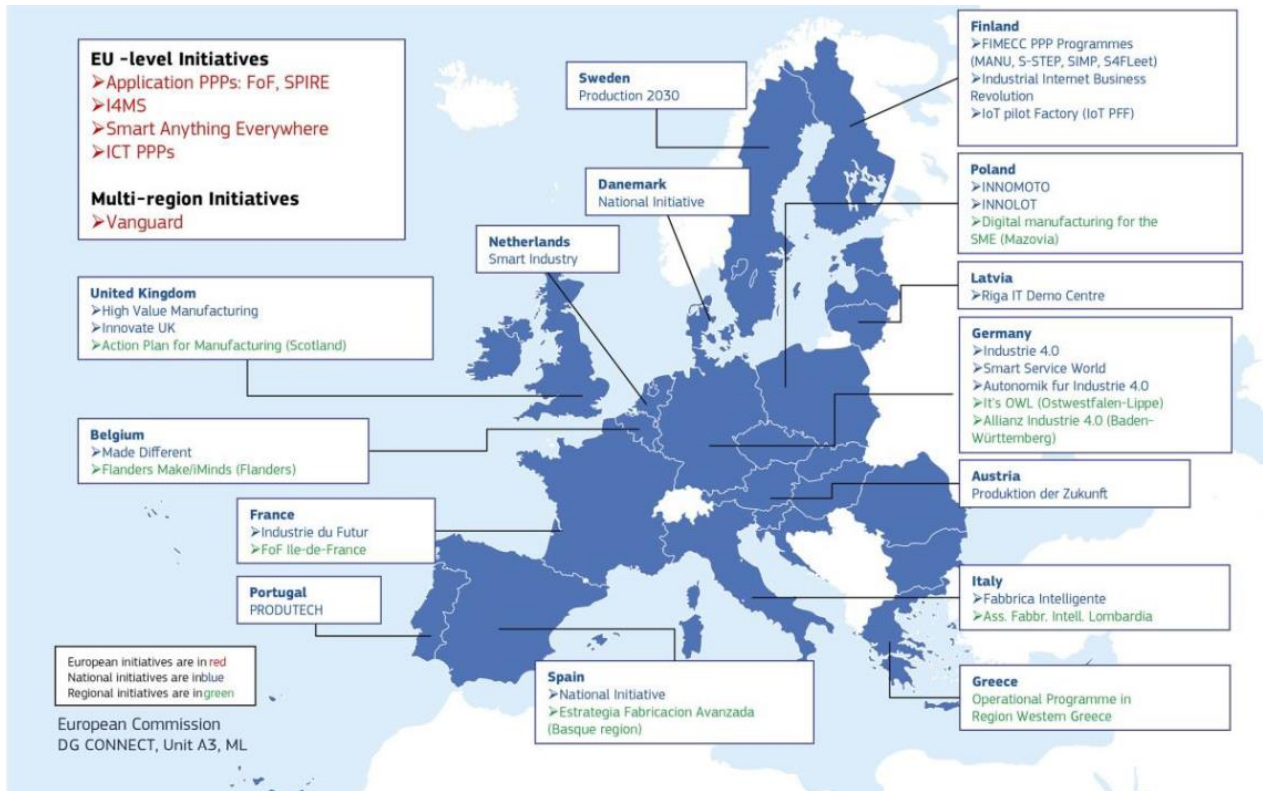 EU -level Initiatives
➢Application PPPs: FoF, SPIRE
➢I4MS
➢Smart Anything Everywhere
➢ICT PPPs
Multi-region Initiatives
➢Vanguard
Sweden
Production 2030
Finland
➢FIMECC PPP Programmes
(MANU, S-STEP, SIMP, S4FLeet)
➢Industrial Internet Business
Revolution
➢IoT pilot Factory (IoT PFF)
Danemark
National Initiative
Poland
➢INNOMOTO
➢INNOLOT
➢Digital manufacturing for the
SME (Mazovia)
Netherlands
Smart Industry
Latvia
➢Riga IT Demo Centre
United Kingdom
➢High Value Manufacturing
➢Innovate UK
➢Action Plan for Manufacturing (Scotland)
Germany
➢Industrie 4.0
➢Smart Service World
➢Autonomik fur Industrie 4.0
➢It's OWL (Ostwestfalen-Lippe)
➢Allianz Industrie 4.0 (Baden-
Württemberg)
Belgium
➢Made Different
➢Flanders Make/iMinds (Flanders)
Austria
Produktion der Zukunft
France
➢Industrie du Futur
➢FoF Ile-de-France
Italy
➢Fabbrica Intelligente
➢Ass. Fabbr. Intell. Lombardia
Portugal
PRODUTECH
Spain
➢National Initiative
➢Estrategia Fabricacion Avanzada
(Basque region)
Greece
Operational Programme in
Region Western Greece
European initiatives are in red
National initiatives are inblue
Regional initiatives are in green
European Commission
DG CONNECT, Unit A3, ML